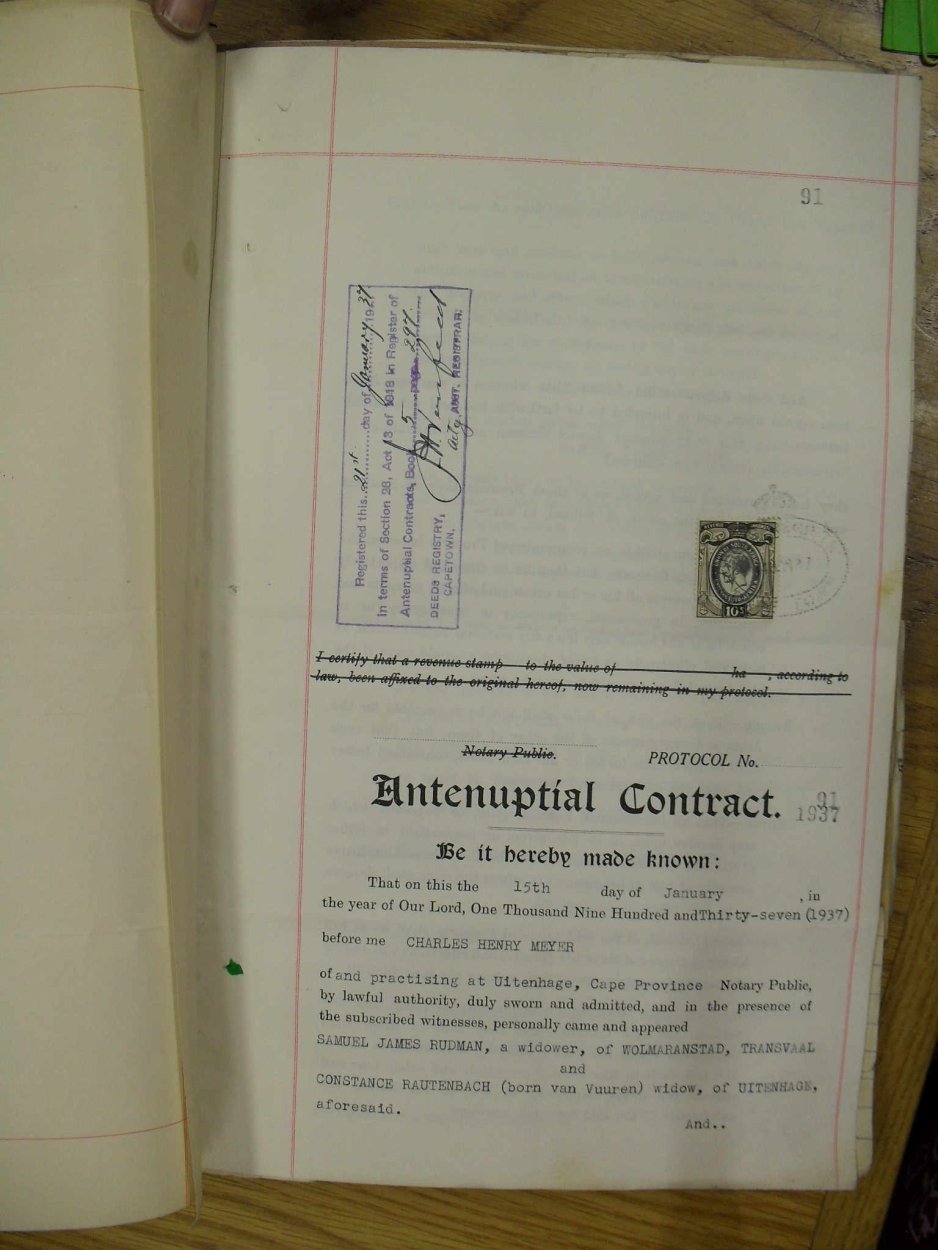 91
Registered this 21st day of January 1937
In terms of Section 28, Act 13 of 1918 in Register of
Antenuptial Contracts, Book 5 page 297
DEEDS REGISTRY,
CAPETOWN.
Actg. ASST. REGISTRAR.
10s
I certify that a revenue stamp to the value of ha , according to
law, been affixed to the original hereof, now remaining in my protocol.
Notary Public.
PROTOCOL No.
Antenuptial Contract. 91
1937
Be it hereby made known:
That on this the 15th day of January , in
the year of Our Lord, One Thousand Nine Hundred and Thirty-seven (1937)
before me CHARLES HENRY MEYER
of and practising at Uitenhage, Cape Province Notary Public,
by lawful authority, duly sworn and admitted, and in the presence of
the subscribed witnesses, personally came and appeared
SAMUEL JAMES RUDMAN, a widower, of WOLMARANSTAD, TRANSVAAL
and
CONSTANCE RAUTENBACH (born van Vuuren) widow, of UITENHAGE,
aforesaid.
And..